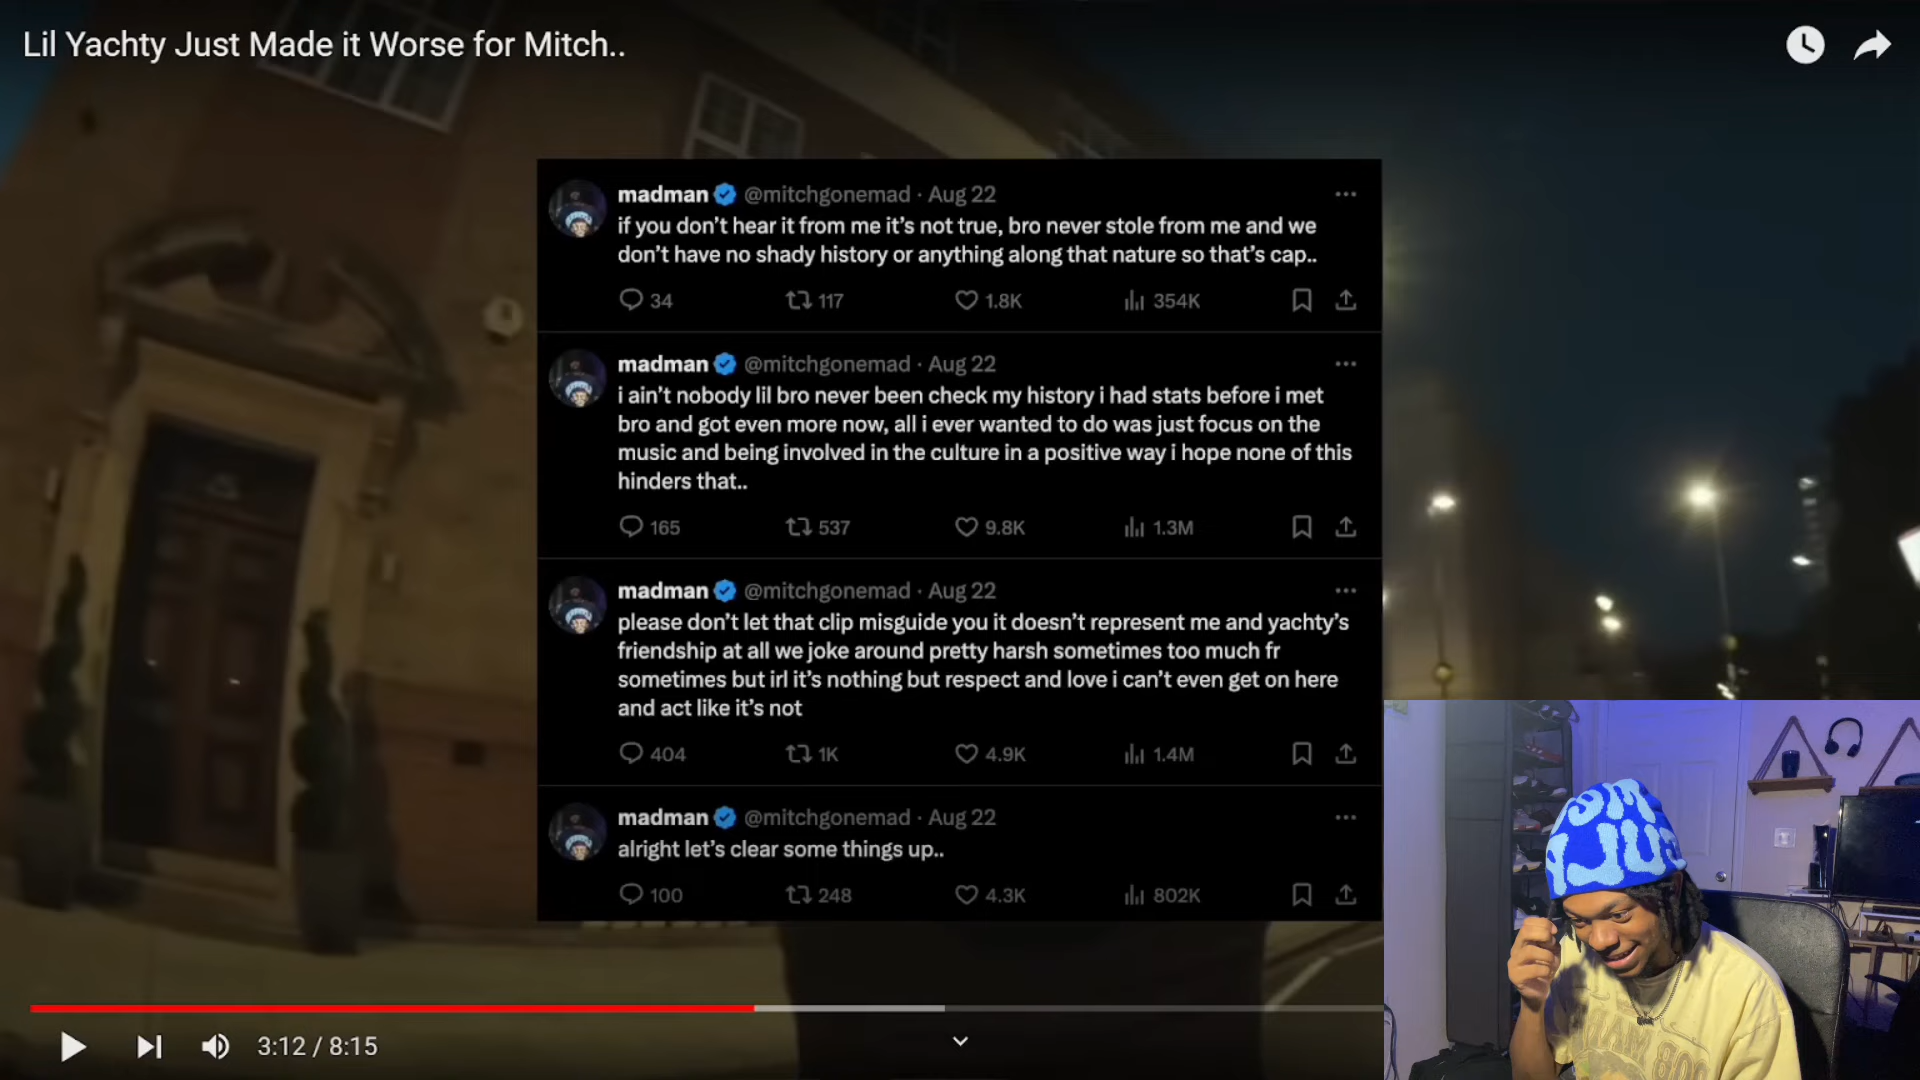 Lil Yachty Just Made it Worse for Mitch..
madman @mitchgonemad · Aug 22
if you don't hear it from me it's not true, bro never stole from me and we
don't have no shady history or anything along that nature so that's cap..
34 117 1.8K 354K
madman @mitchgonemad · Aug 22
i ain't nobody lil bro never been check my history i had stats before i met
bro and got even more now, all i ever wanted to do was just focus on the
music and being involved in the culture in a positive way i hope none of this
hinders that..
165 537 9.8K 1.3M
madman @mitchgonemad · Aug 22
please don't let that clip misguide you it doesn't represent me and yachty's
friendship at all we joke around pretty harsh sometimes too much fr
sometimes but irl it's nothing but respect and love i can't even get on here
and act like it's not
404 1K 4.9K 1.4M
madman @mitchgonemad · Aug 22
alright let's clear some things up..
100 248 4.3K 802K
3:12 / 8:15